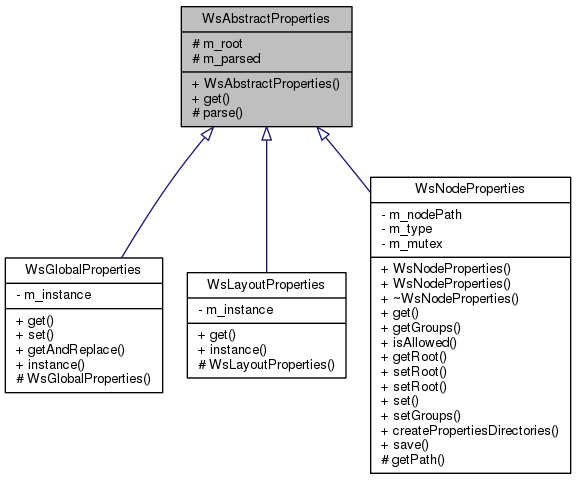 WsAbstractProperties
# m_root
# m_parsed
+ WsAbstractProperties()
+ get()
# parse()
WsGlobalProperties
- m_instance
+ get()
+ set()
+ getAndReplace()
+ instance()
# WsGlobalProperties()
WsLayoutProperties
- m_instance
+ get()
+ instance()
# WsLayoutProperties()
WsNodeProperties
- m_nodePath
- m_type
- m_mutex
+ WsNodeProperties()
+ WsNodeProperties()
+ ~WsNodeProperties()
+ get()
+ getGroups()
+ isAllowed()
+ getRoot()
+ setRoot()
+ setRoot()
+ set()
+ setGroups()
+ createPropertiesDirectories()
+ save()
# getPath()